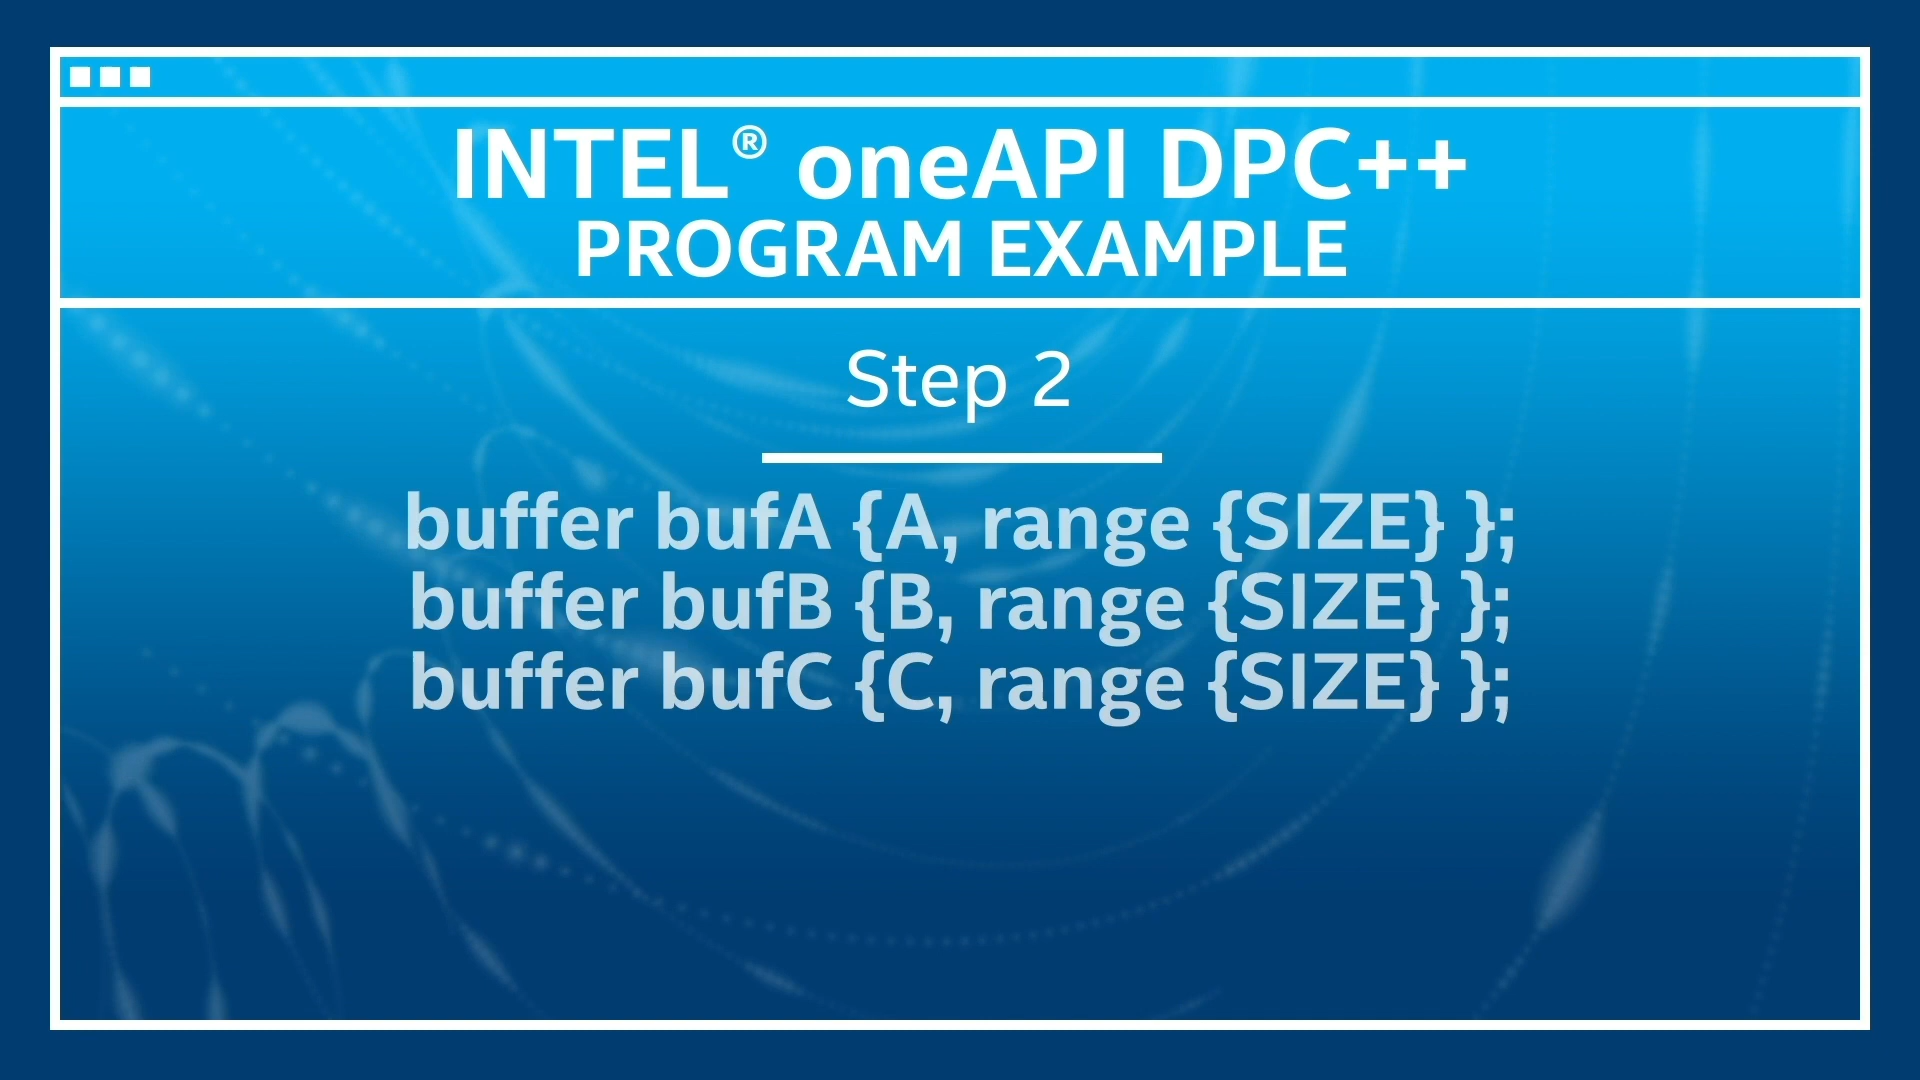 INTEL® oneAPI DPC++
PROGRAM EXAMPLE
Step 2
buffer bufA {A, range {SIZE} };
buffer bufB {B, range {SIZE} };
buffer bufC {C, range {SIZE} };